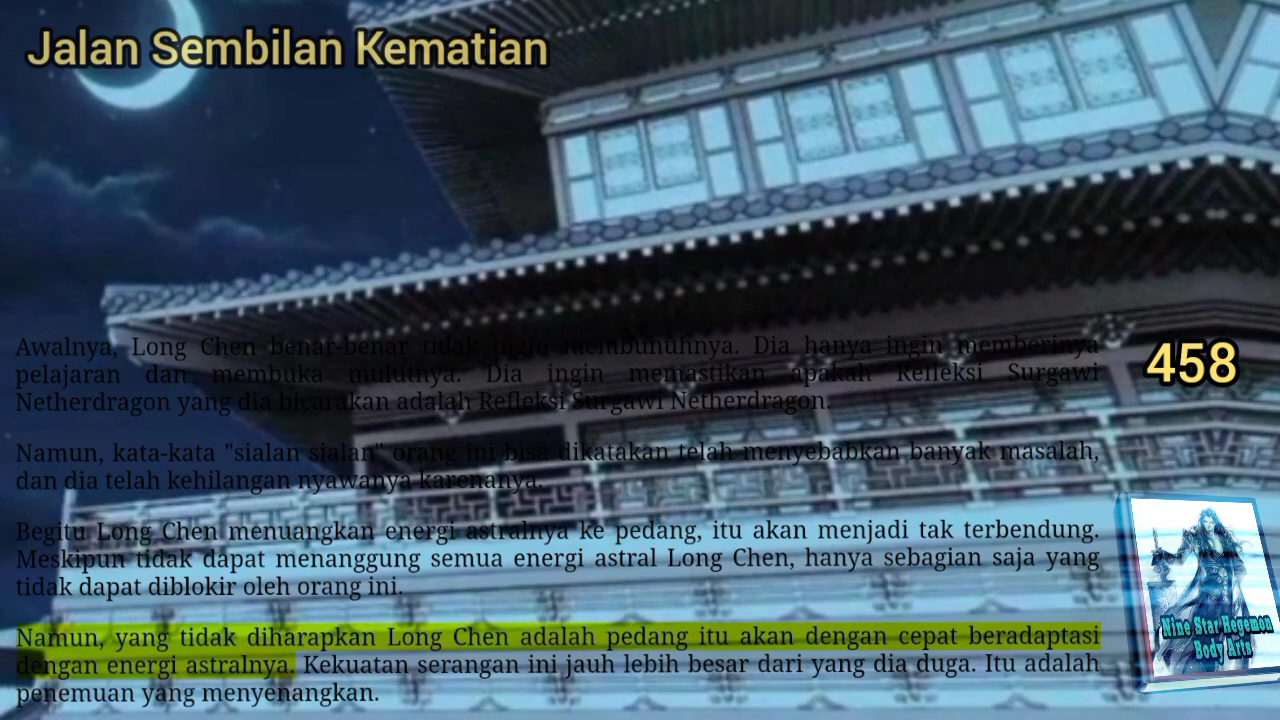 Jalan Sembilan Kematian
Awalnya, Long Chen benar-benar tidak ingin membunuhnya. Dia hanya ingin memberinya
pelajaran dan membuka mulutnya. Dia ingin memastikan apakah Refleksi Surgawi
Netherdragon yang dia bicarakan adalah Refleksi Surgawi Netherdragon.
458
Namun, kata-kata "sialan sialan" orang ini bisa dikatakan telah menyebabkan banyak masalah,
dan dia telah kehilangan nyawanya karenanya.
Begitu Long Chen menuangkan energi astralnya ke pedang, itu akan menjadi tak terbendung.
Meskipun tidak dapat menanggung semua energi astral Long Chen, hanya sebagian saja yang
tidak dapat diblokir oleh orang ini.
Namun, yang tidak diharapkan Long Chen adalah pedang itu akan dengan cepat beradaptasi
dengan energi astralnya. Kekuatan serangan ini jauh lebih besar dari yang dia duga. Itu adalah
penemuan yang menyenangkan.
Nine Star Hegemon
Body Arts